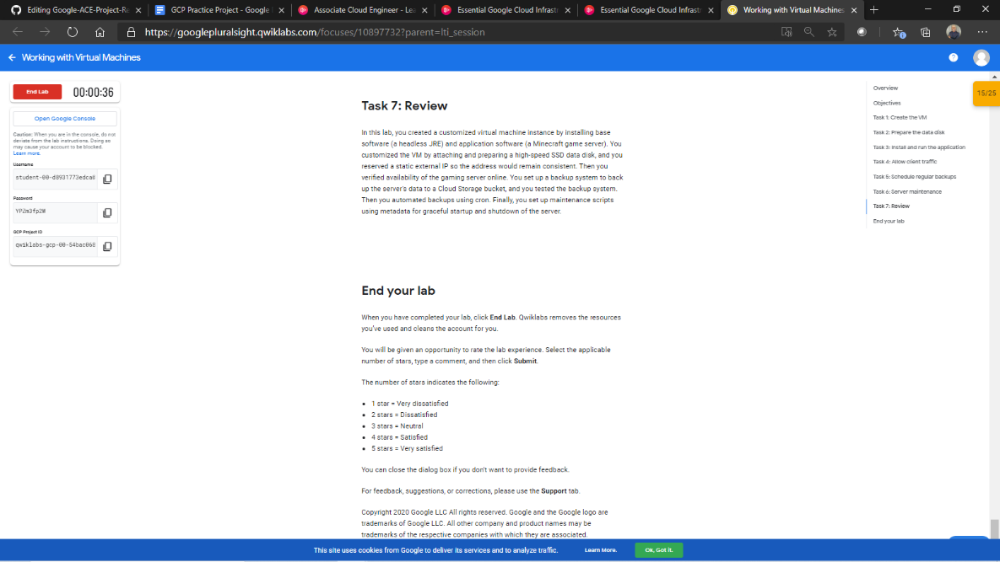 Editing Google-ACE-Project-Re
GCP Practice Project - Google
Associate Cloud Engineer - Lea
Essential Google Cloud Infrastr
Essential Google Cloud Infrastr
Working with Virtual Machines
https://googlepluralsight.qwiklabs.com/focuses/10897732?parent=lti_session
Working with Virtual Machines
End Lab
00:00:36
Open Google Console
Caution: When you are in the console, do not
deviate from the lab instructions. Doing so
may cause your account to be blocked.
Learn more.
Username
student-00-d8931773edca8
Password
YPZm3fp2W
GCP Project ID
qwiklabs-gcp-00-54bac068
Task 7: Review
In this lab, you created a customized virtual machine instance by installing base
software (a headless JRE) and application software (a Minecraft game server). You
customized the VM by attaching and preparing a high-speed SSD data disk, and you
reserved a static external IP so the address would remain consistent. Then you
verified availability of the gaming server online. You set up a backup system to back
up the server's data to a Cloud Storage bucket, and you tested the backup system.
Then you automated backups using cron. Finally, you set up maintenance scripts
using metadata for graceful startup and shutdown of the server.
End your lab
When you have completed your lab, click End Lab. Qwiklabs removes the resources
you've used and cleans the account for you.
You will be given an opportunity to rate the lab experience. Select the applicable
number of stars, type a comment, and then click Submit.
The number of stars indicates the following:
1 star = Very dissatisfied
2 stars = Dissatisfied
3 stars = Neutral
4 stars = Satisfied
5 stars = Very satisfied
You can close the dialog box if you don't want to provide feedback.
For feedback, suggestions, or corrections, please use the Support tab.
Copyright 2020 Google LLC All rights reserved. Google and the Google logo are
trademarks of Google LLC. All other company and product names may be
trademarks of the respective companies with which they are associated.
Overview
Objectives
Task 1: Create the VM
Task 2: Prepare the data disk
Task 3: Install and run the application
Task 4: Allow client traffic
Task 5: Schedule regular backups
Task 6: Server maintenance
Task 7: Review
End your lab
15/25
This site uses cookies from Google to deliver its services and to analyze traffic.
Learn More.
Ok, Got it.